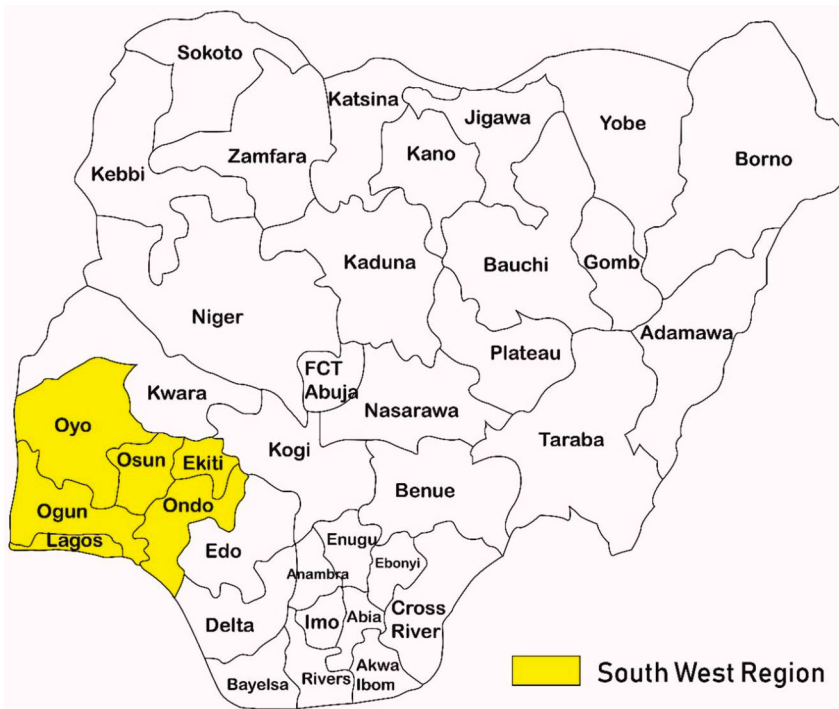 Sokoto
Katsina
Jigawa
Yobe
Kano
Zamfara
Borno
Kebbi
Kaduna
Bauchi
Gomb
Niger
Adamawa
Plateau
FCT
Abuja
Kwara
Nasarawa
Oyo
Taraba
Kogi
Osun
Ekiti
Benue
Ondo
Ogun
Lagos
Edo
Enugu
Ebonyi
Anambra
Cross
River
Delta
Imo
Abia
Akwa
Ibom
Rivers
Bayelsa
South West Region